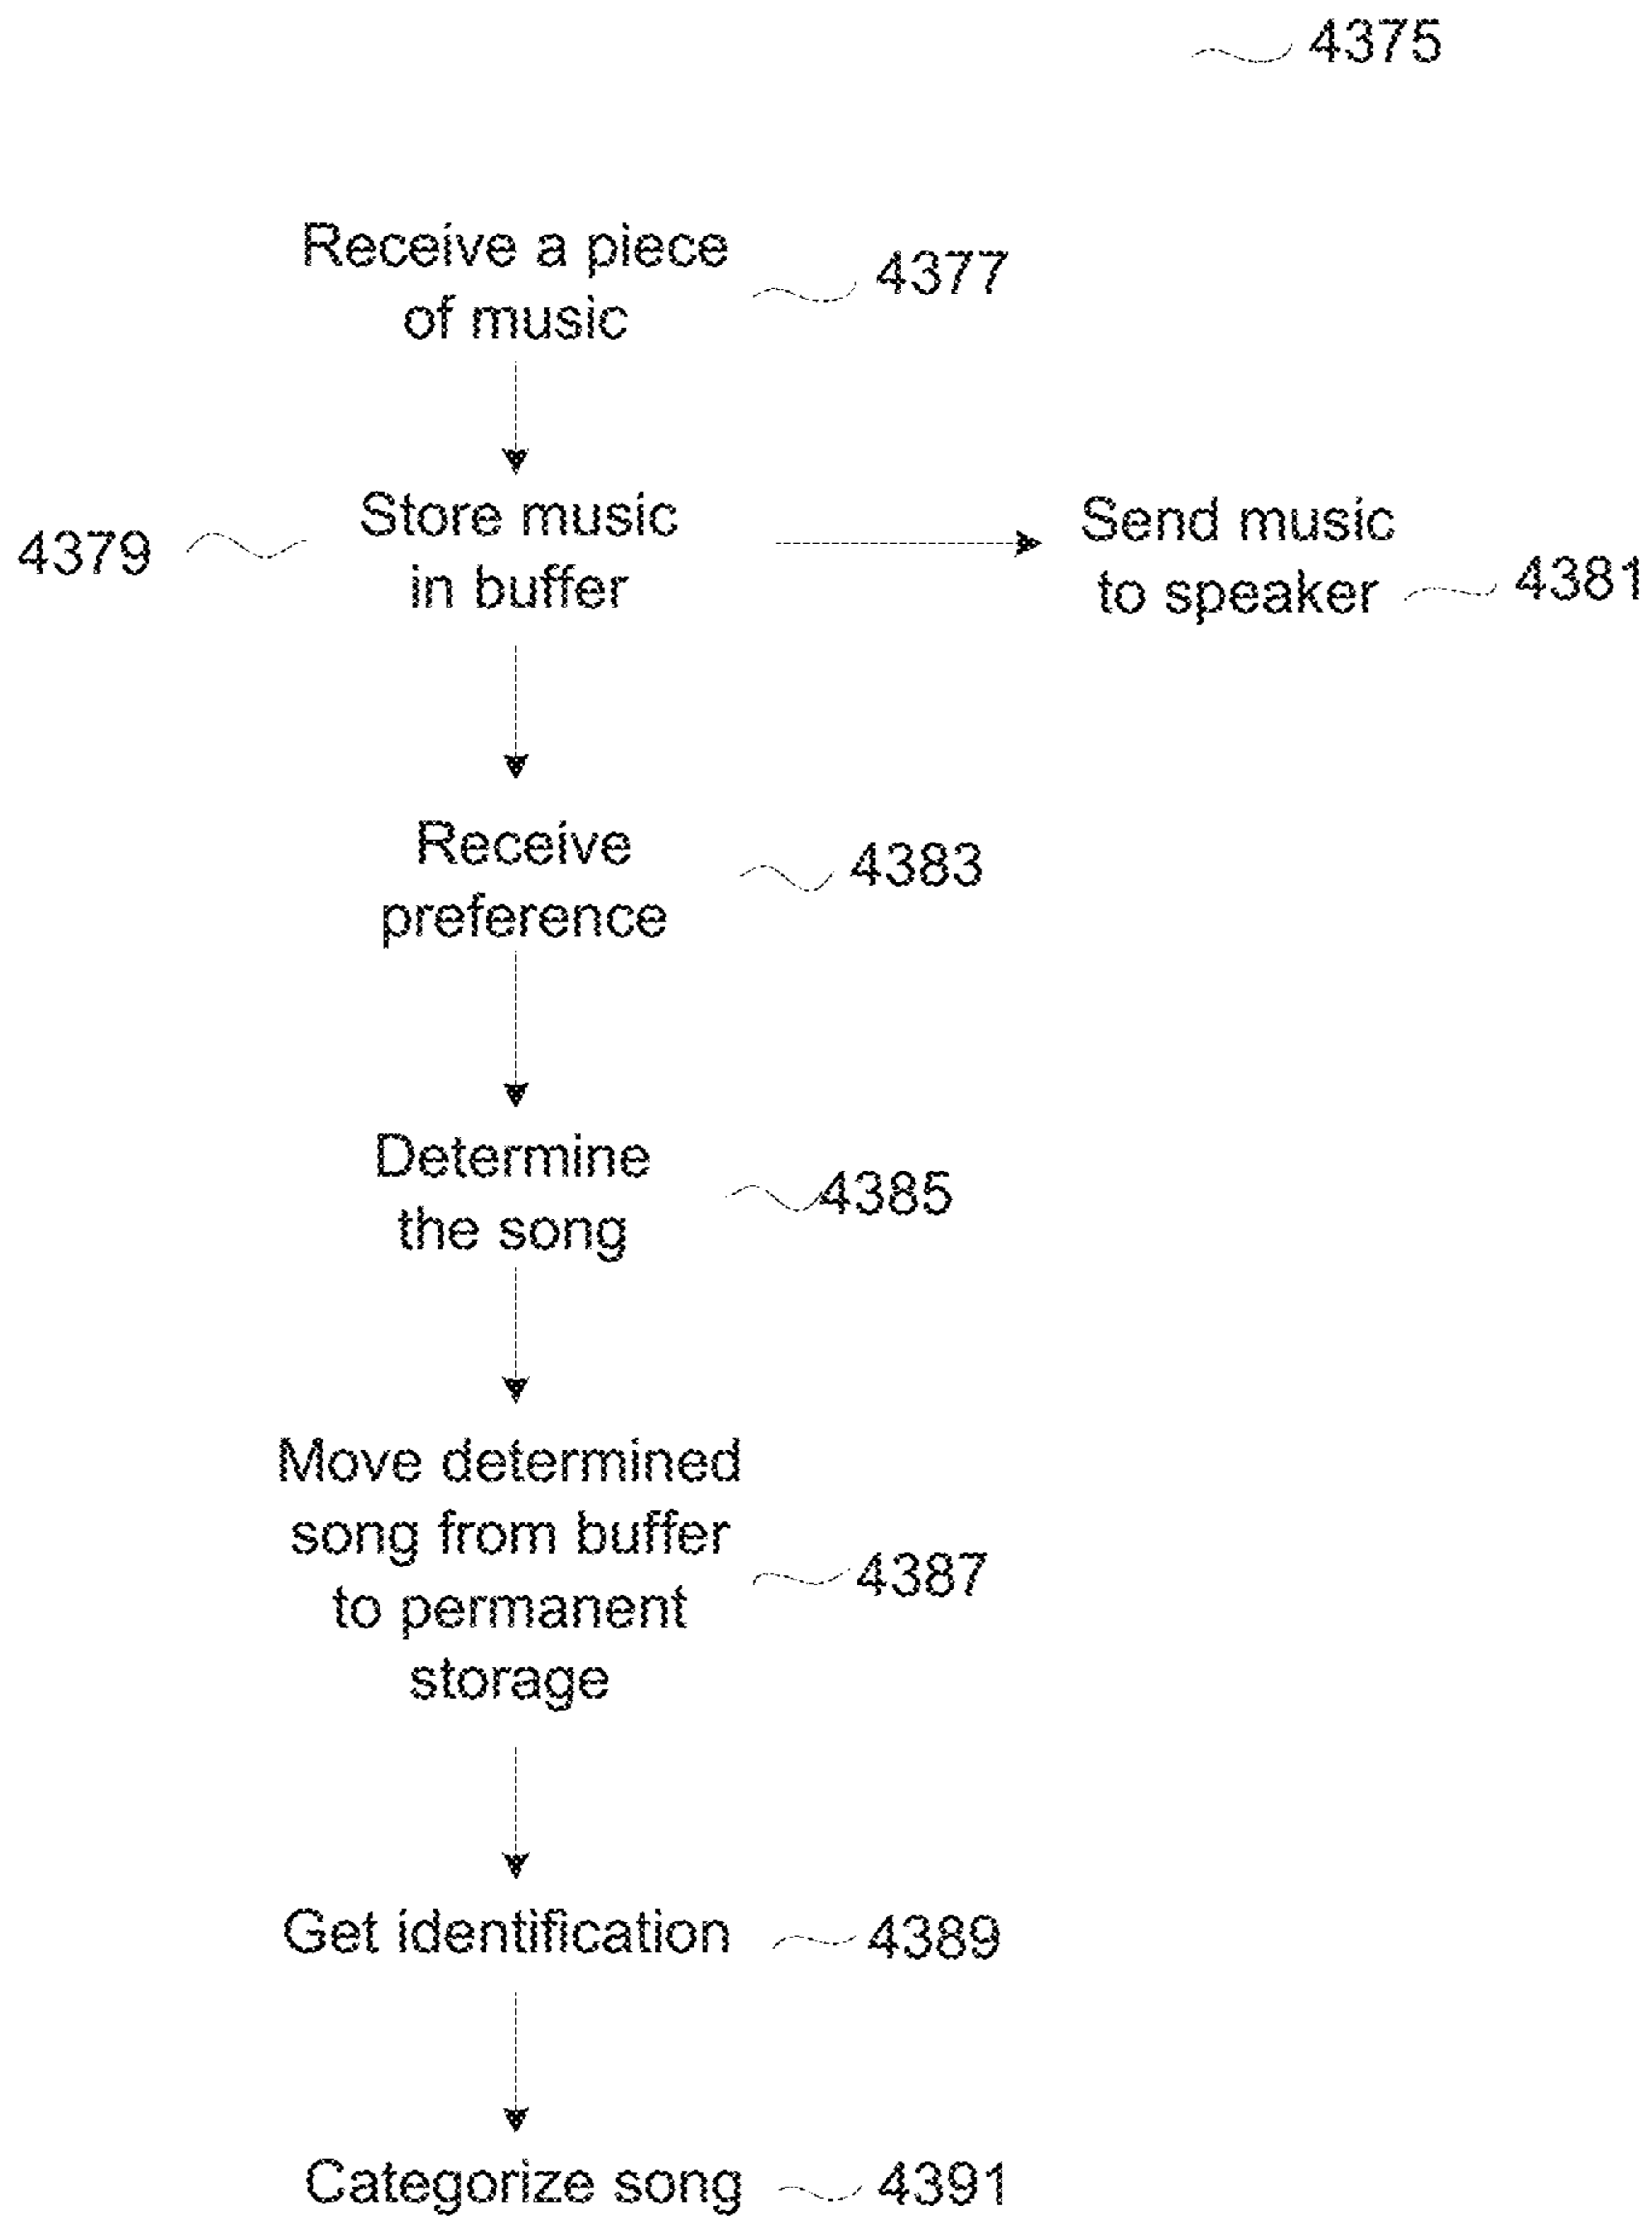 4375
Receive a piece
of music
4377
Store music
in buffer
4379
Send music
to speaker
4381
Receive
preference
4383
Determine
the song
4385
Move determined
song from buffer
to permanent
storage
4387
Get identification
4389
Categorize song
4391